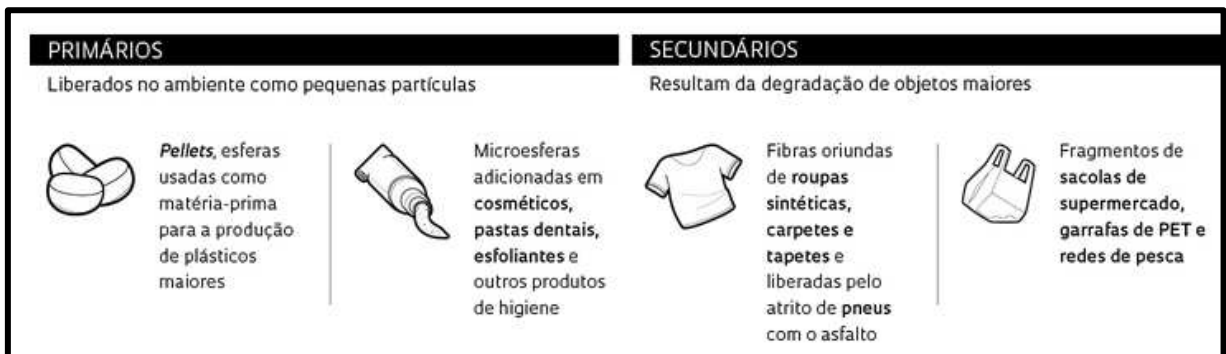 PRIMÁRIOS
Liberados no ambiente como pequenas partículas
Pellets, esferas
usadas como
matéria-prima
para a produção
de plásticos
maiores
Microesferas
adicionadas em
cosméticos,
pastas dentais,
esfoliantes e
outros produtos
de higiene
SECUNDÁRIOS
Resultam da degradação de objetos maiores
Fibras oriundas
de roupas
sintéticas,
carpetes e
tapetes e
liberadas pelo
atrito de pneus
com o asfalto
Fragmentos de
sacolas de
supermercado,
garrafas de PET e
redes de pesca